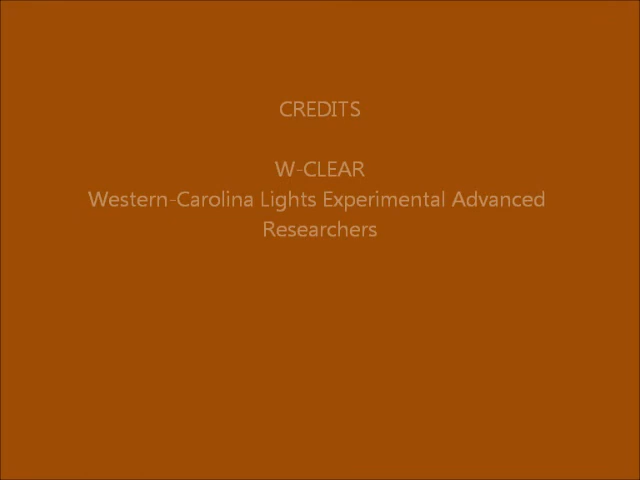 CREDITS
W-CLEAR
Western-Carolina Lights Experimental Advanced
Researchers